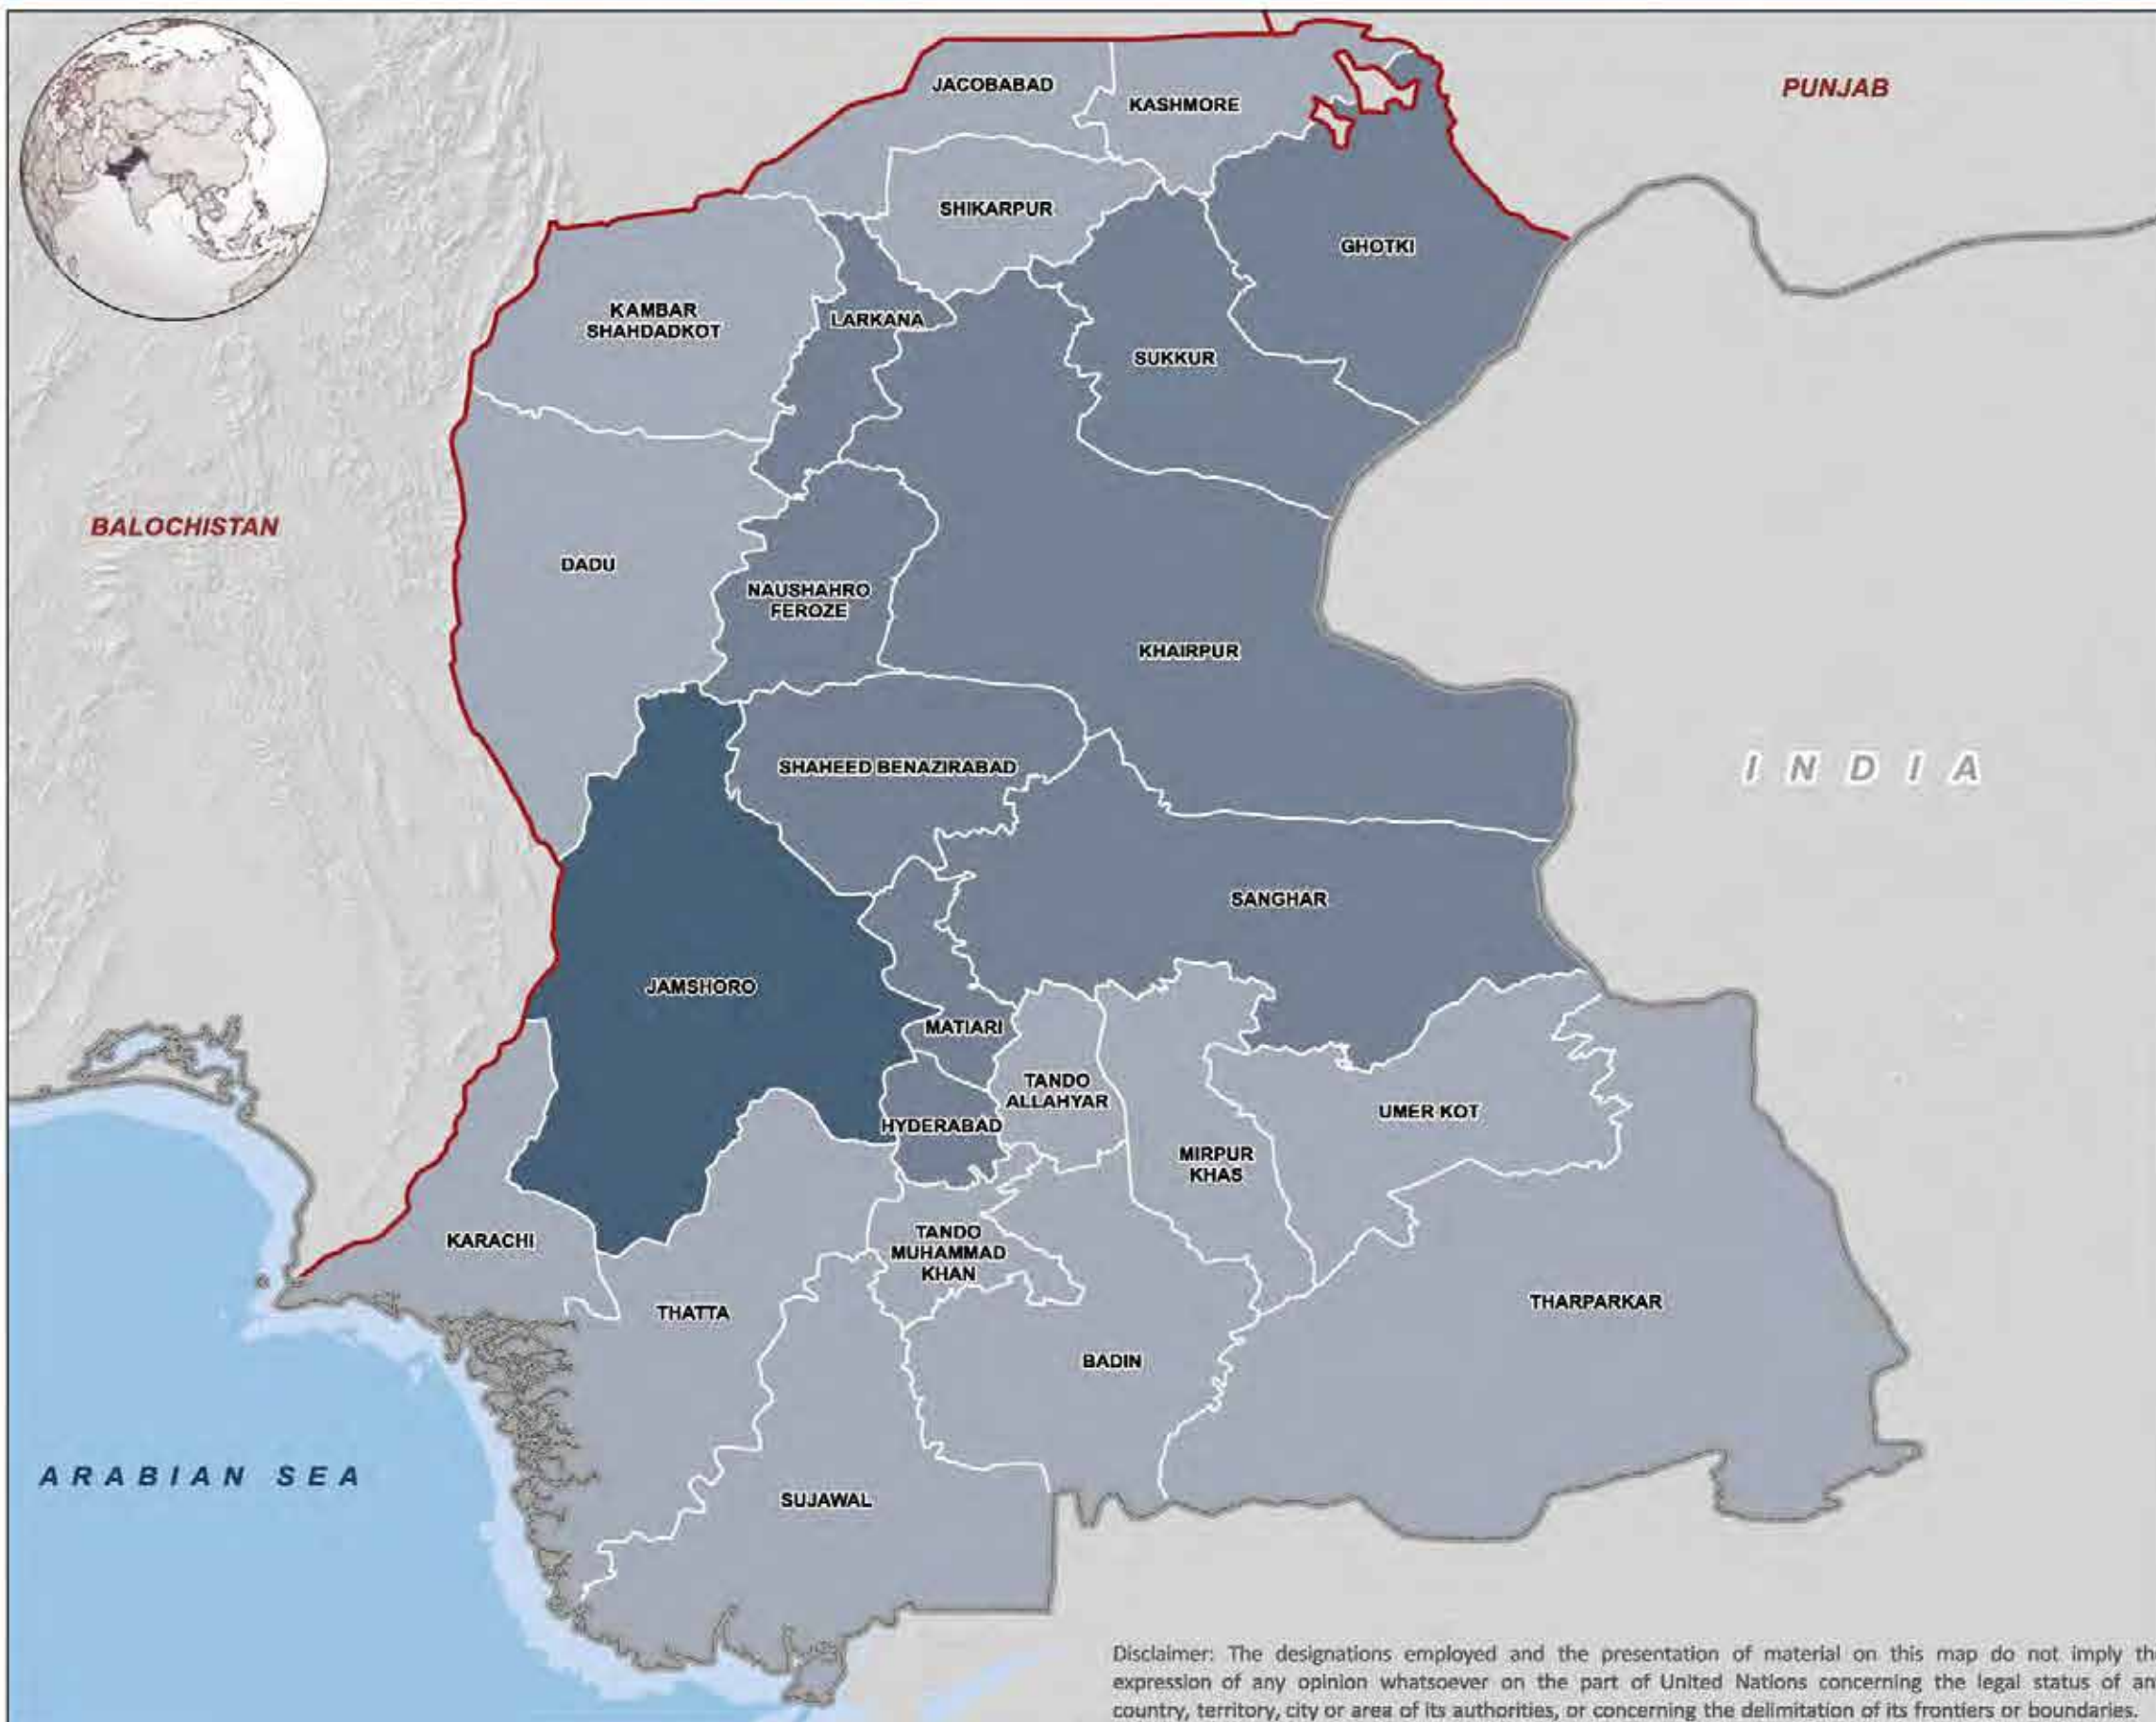 JACOBABAD
KASHMORE
PUNJAB
SHIKARPUR
GHOTKI
KAMBAR
SHAHDADKOT
LARKANA
SUKKUR
BALOCHISTAN
DADU
NAUSHAHRO
FEROZE
KHAIRPUR
SHAHEED BENAZIRABAD
INDIA
SANGHAR
JAMSHORO
MATIARI
TANDO
ALLAHYAR
UMER KOT
HYDERABAD
MIRPUR
KHAS
KARACHI
TANDO
MUHAMMAD
KHAN
THATTA
THARPARKAR
BADIN
ARABIAN SEA
SUJAWAL
Disclaimer: The designations employed and the presentation of material on this map do not imply th
expression of any opinion whatsoever on the part of United Nations concerning the legal status of an
country, territory, city or area of its authorities, or concerning the delimitation of its frontiers or boundaries.